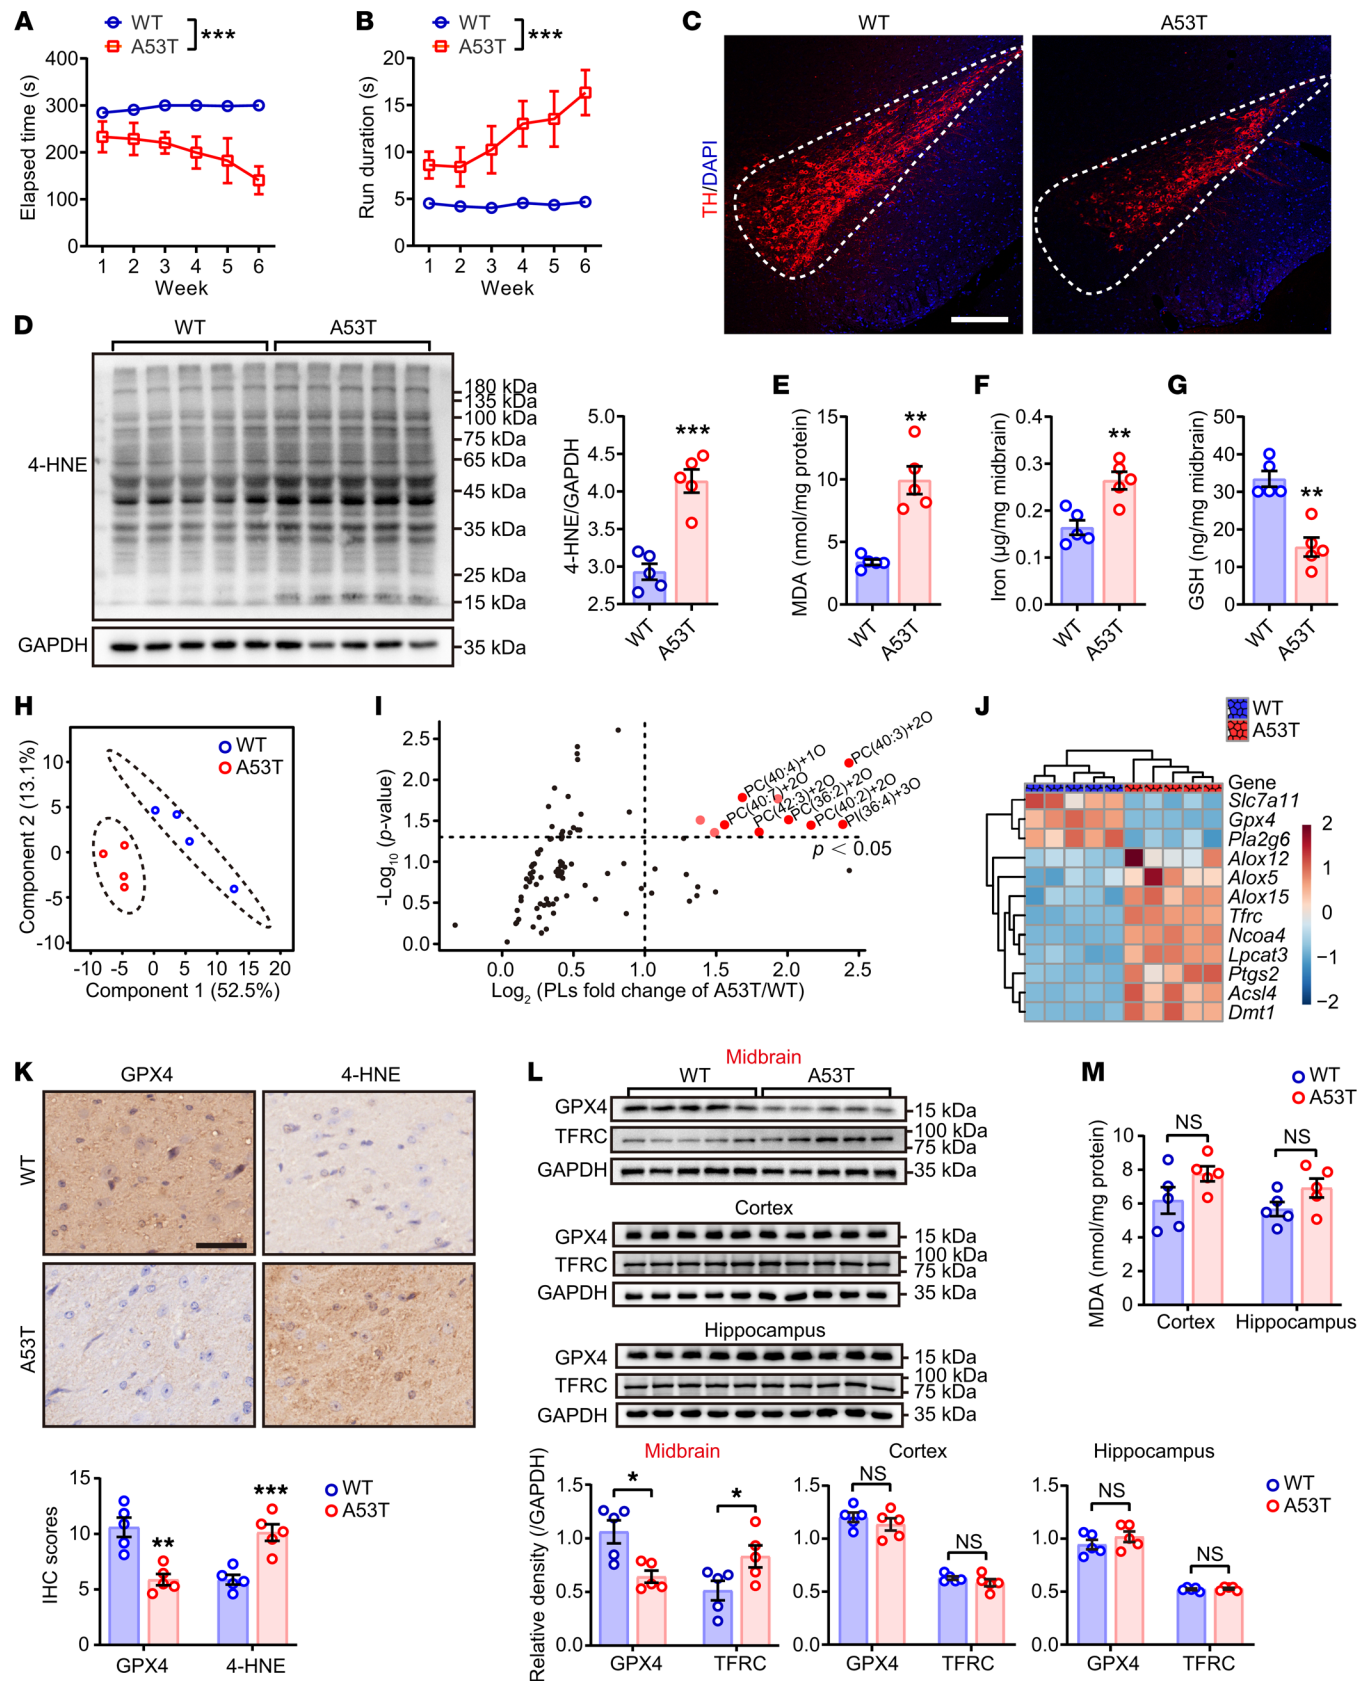 A
WT
A53T
***
Elapsed time (s)
400
300
200
100
0
1 2 3 4 5 6
Week
B
WT
A53T
***
Run duration (s)
20
15
10
5
0
1 2 3 4 5 6
Week
C
WT
A53T
TH/DAPI
D
WT
A53T
4-HNE
180 kDa
135 kDa
100 kDa
75 kDa
65 kDa
45 kDa
35 kDa
25 kDa
15 kDa
GAPDH
35 kDa
4-HNE/GAPDH
5.0
4.5
4.0
3.5
3.0
2.5
***
WT
A53T
E
MDA (nmol/mg protein)
15
10
5
0
**
WT
A53T
F
Iron (μg/mg midbrain)
0.4
0.3
0.2
0.1
0.0
**
WT
A53T
G
GSH (ng/mg midbrain)
50
40
30
20
10
0
**
WT
A53T
H
WT
A53T
Component 2 (13.1%)
10
5
0
-5
-10
-10 -5 0 5 10 15 20
Component 1 (52.5%)
I
-Log10 (p-value)
2.5
2.0
1.5
1.0
0.5
0.0
PC(40:4)+1O
PC(40:7)+2O
PC(42:3)+2O
PC(36:2)+2O
PC(40:2)+2O
PI(36:4)+3O
PC(40:3)+2O
p < 0.05
0.0 0.5 1.0 1.5 2.0 2.5
Log2 (PLs fold change of A53T/WT)
J
WT
A53T
Gene
Slc7a11
Gpx4
Pla2g6
Alox12
Alox5
Alox15
Tfrc
Ncoa4
Lpcat3
Ptgs2
Acsl4
Dmt1
2
1
0
−1
−2
K
GPX4
4-HNE
WT
A53T
IHC scores
15
10
5
0
**
***
WT
A53T
GPX4
4-HNE
L
Midbrain
WT
A53T
GPX4
15 kDa
TFRC
100 kDa
75 kDa
GAPDH
35 kDa
Cortex
GPX4
15 kDa
TFRC
100 kDa
75 kDa
GAPDH
35 kDa
Hippocampus
GPX4
15 kDa
TFRC
100 kDa
75 kDa
GAPDH
35 kDa
Relative density (/GAPDH)
Midbrain
1.5
1.0
0.5
0.0
*
*
GPX4
TFRC
Cortex
1.5
1.0
0.5
0.0
NS
NS
GPX4
TFRC
Hippocampus
1.5
1.0
0.5
0.0
NS
NS
GPX4
TFRC
WT
A53T
M
WT
A53T
MDA (nmol/mg protein)
10
8
6
4
2
0
NS
NS
Cortex
Hippocampus